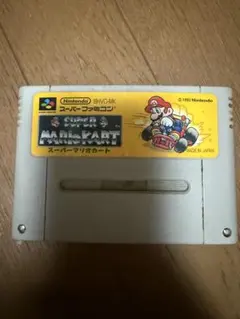 Nintendo SHVC-MK
スーパーファミコン
© 1992 Nintendo
SUPER
MARIO KART
スーパーマリオカート
MADE IN JAPAN